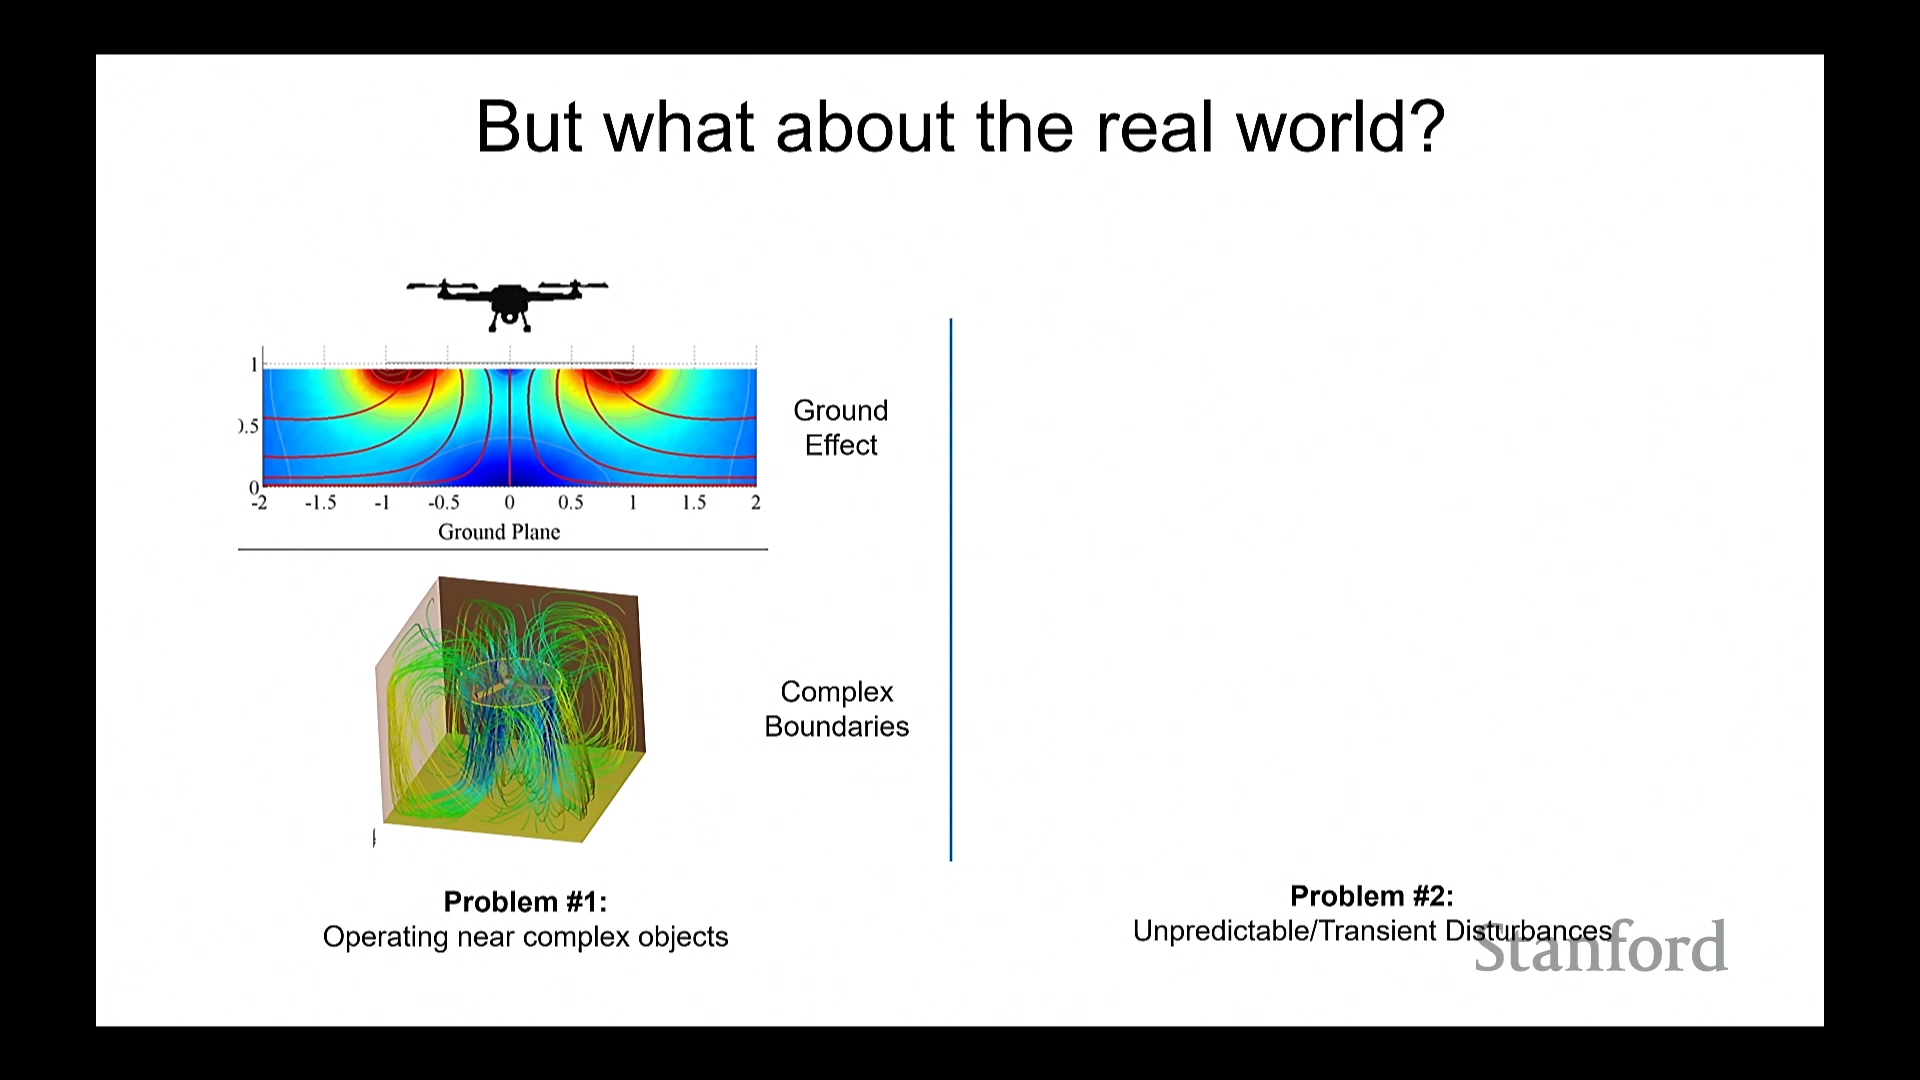 But what about the real world?
1
0.5
0
-2 -1.5 -1 -0.5 0 0.5 1 1.5 2
Ground Plane
Ground
Effect
Complex
Boundaries
Problem #1:
Operating near complex objects
Problem #2:
Unpredictable/Transient Disturbances
Stanford